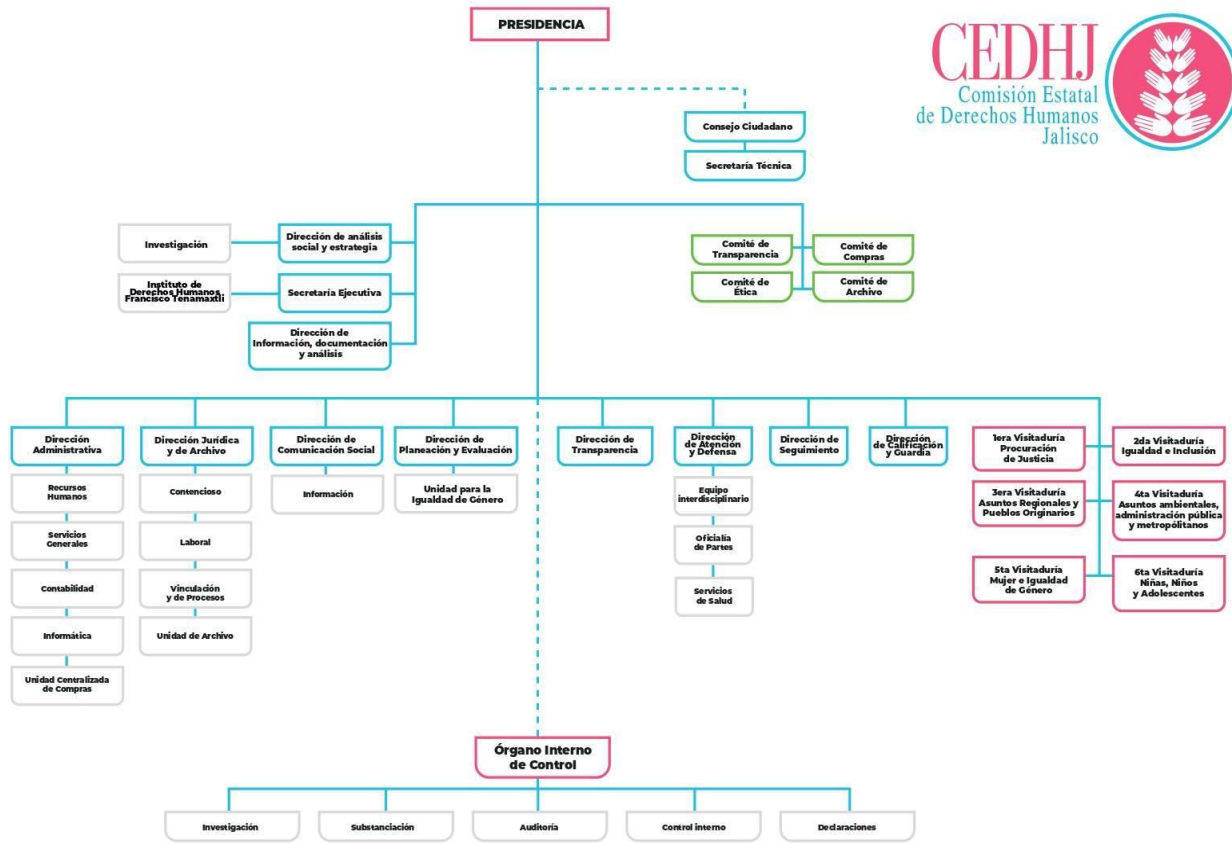 PRESIDENCIA
CEDHJ
Comisión Estatal
de Derechos Humanos
Jalisco
Consejo Ciudadano
Secretaría Técnica
Investigación
Dirección de análisis
social y estrategia
Instituto de
Derechos Humanos
Francisco Tenamaxtli
Secretaría Ejecutiva
Dirección de
Información, documentación
y análisis
Comité de
Transparencia
Comité de
Compras
Comité de
Ética
Comité de
Archivo
Dirección
Administrativa
Recursos
Humanos
Servicios
Generales
Contabilidad
Informática
Unidad Centralizada
de Compras
Dirección Jurídica
y de Archivo
Contencioso
Laboral
Vinculación
y de Procesos
Unidad de Archivo
Dirección de
Comunicación Social
Información
Dirección de
Planeación y Evaluación
Unidad para la
Igualdad de Género
Dirección de
Transparencia
Dirección
de Atención
y Defensa
Equipo
interdisciplinario
Oficialía
de Partes
Servicios
de Salud
Dirección de
Seguimiento
Dirección
de Calificación
y Guardia
1era Visitaduría
Procuración
de Justicia
2da Visitaduría
Igualdad e Inclusión
3era Visitaduría
Asuntos Regionales y
Pueblos Originarios
4ta Visitaduría
Asuntos ambientales,
administración pública
y metrópolitanos
5ta Visitaduría
Mujer e Igualdad
de Género
6ta Visitaduría
Niñas, Niños
y Adolescentes
Órgano Interno
de Control
Investigación
Substanciación
Auditoría
Control interno
Declaraciones